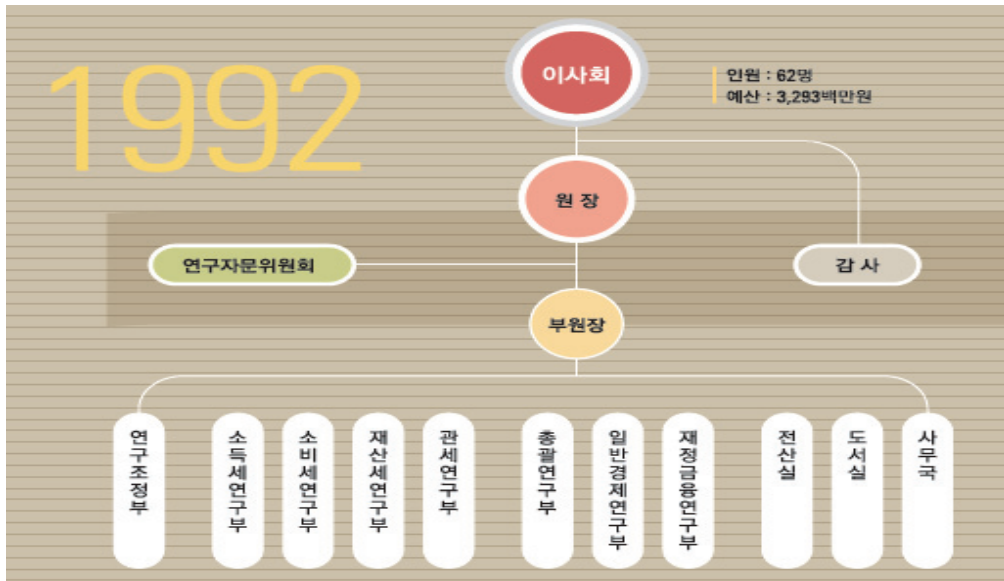 1992
이사회
인원 : 62명
예산 : 3,293백만원
원 장
연구자문위원회
감 사
부원장
연구조정부
소득세연구부
소비세연구부
재산세연구부
관세연구부
총괄연구부
일반경제연구부
재정금융연구부
전산실
도서실
사무국